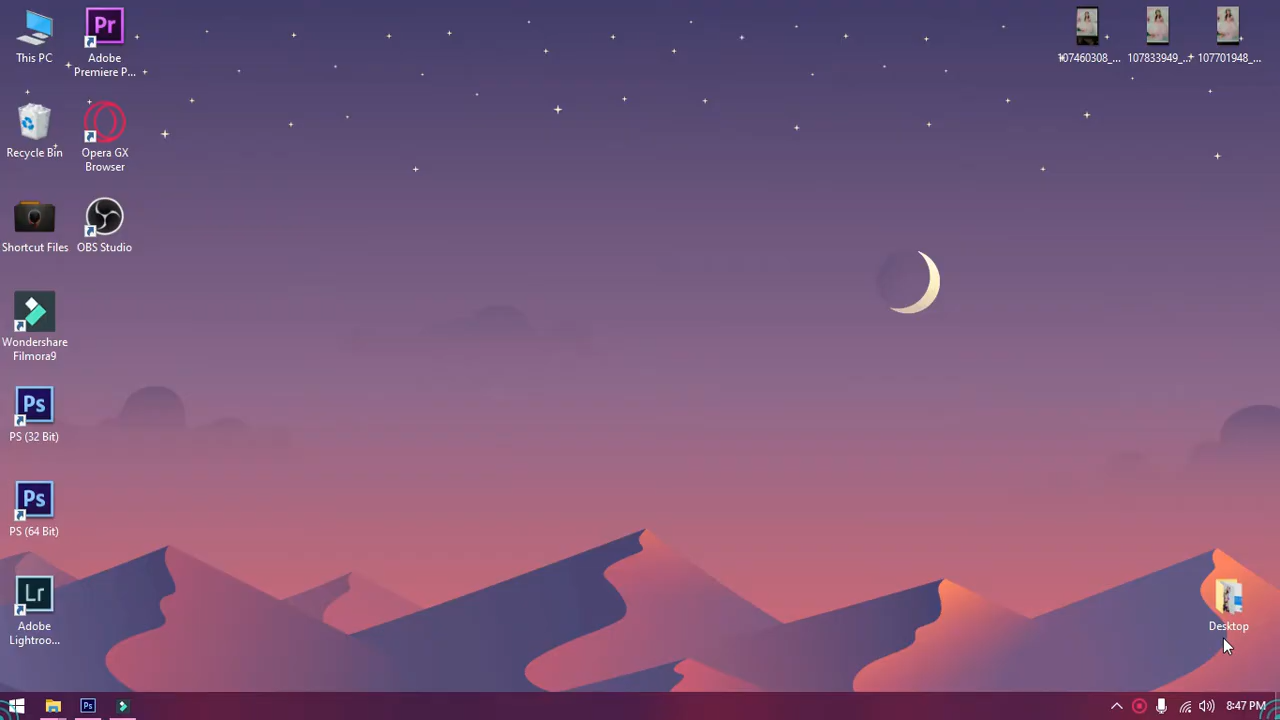 This PC
Pr
Adobe
Premiere P...
107460308_...
107833949_...
107701948_...
Recycle Bin
Opera GX
Browser
Shortcut Files
OBS Studio
Wondershare
Filmora9
Ps
PS (32 Bit)
Ps
PS (64 Bit)
Lr
Adobe
Lightroo...
Desktop
Ps
8:47 PM